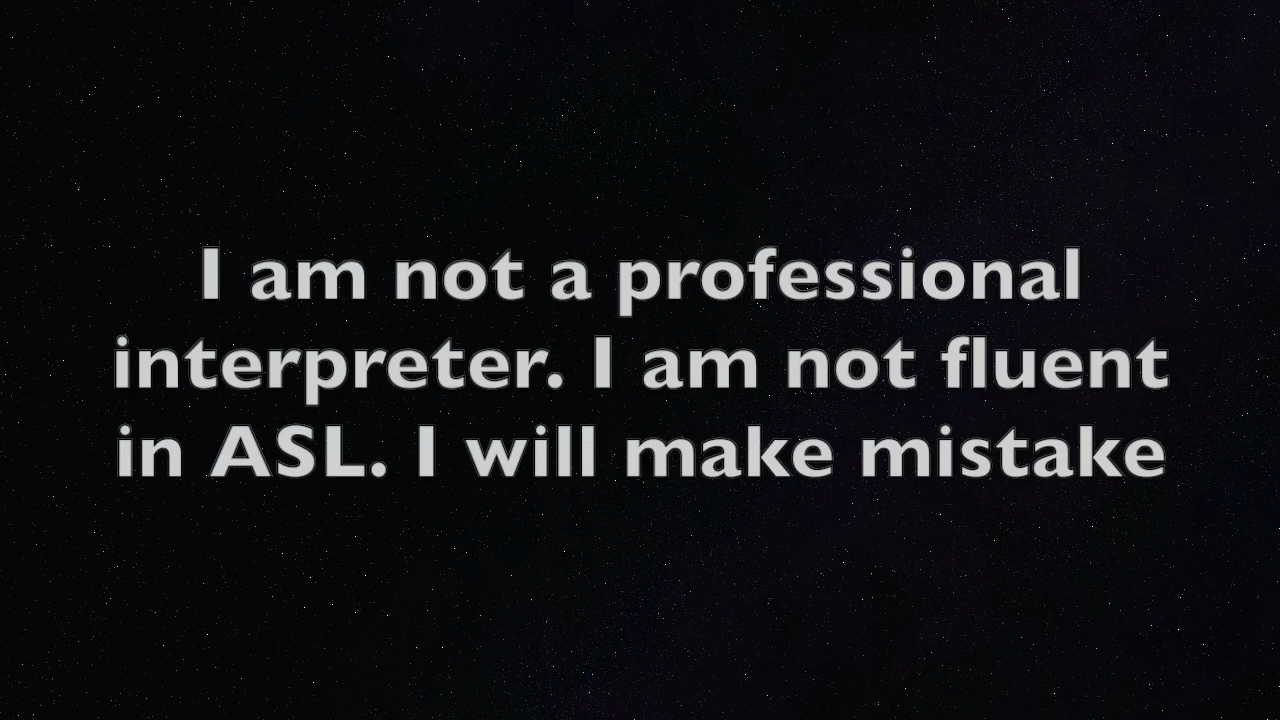 I am not a professional
interpreter. I am not fluent
in ASL. I will make mistake